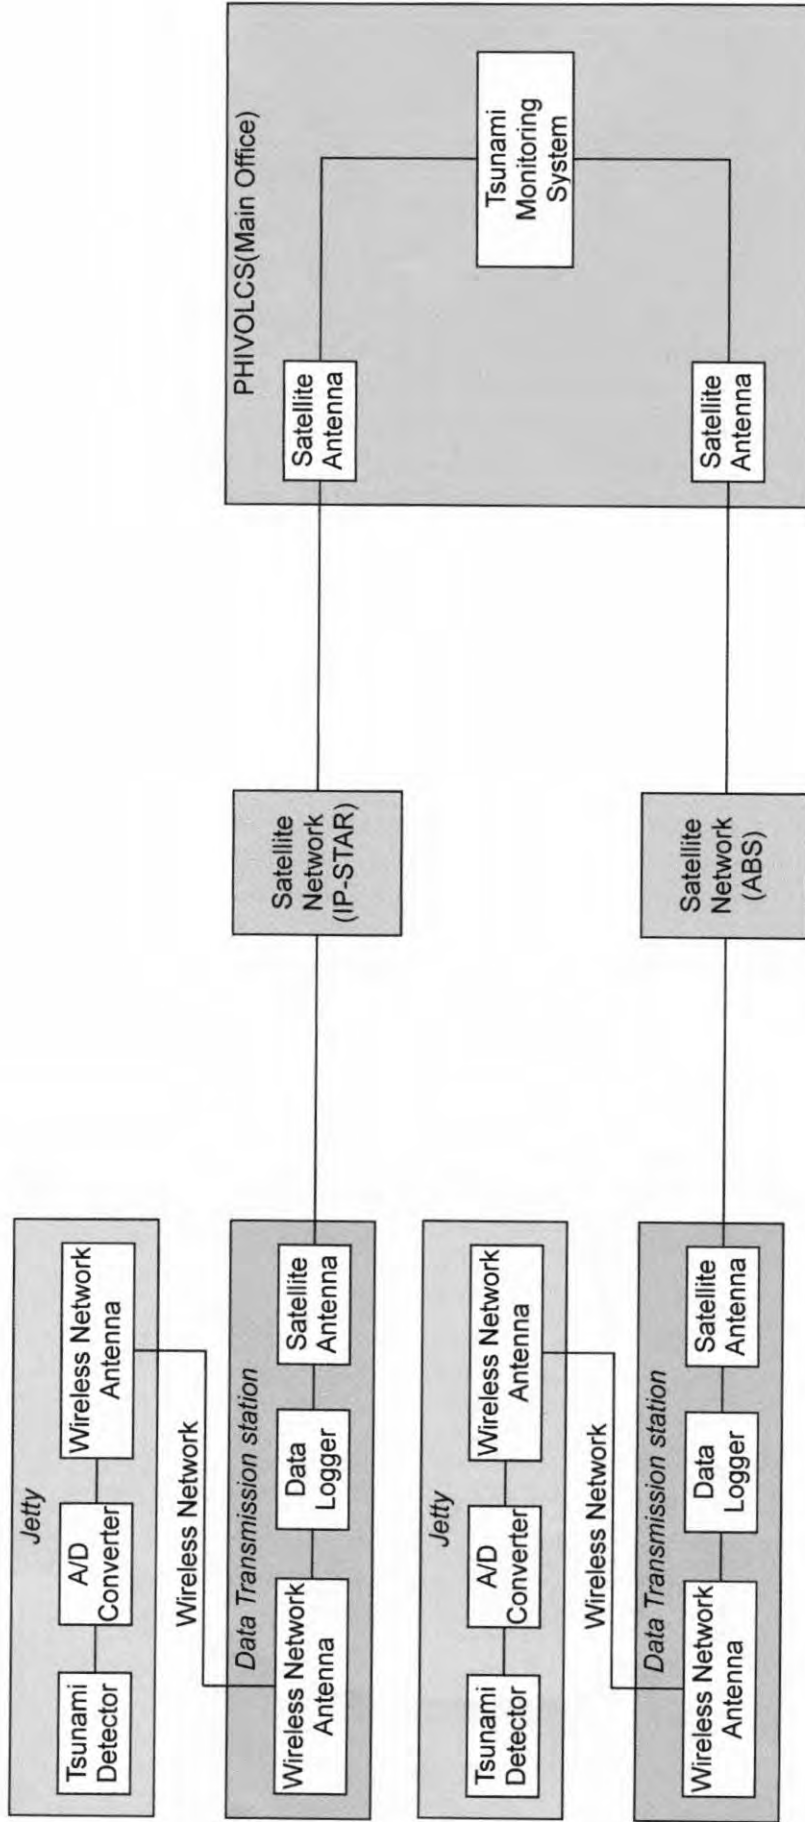 Jetty
Tsunami
Detector
A/D
Converter
Wireless Network
Antenna
Wireless Network
Data Transmission station
Wireless Network
Antenna
Data
Logger
Satellite
Antenna
Satellite
Network
(IP-STAR)
PHIVOLCS(Main Office)
Satellite
Antenna
Tsunami
Monitoring
System
Satellite
Antenna
Jetty
Tsunami
Detector
A/D
Converter
Wireless Network
Antenna
Wireless Network
Data Transmission station
Wireless Network
Antenna
Data
Logger
Satellite
Antenna
Satellite
Network
(ABS)